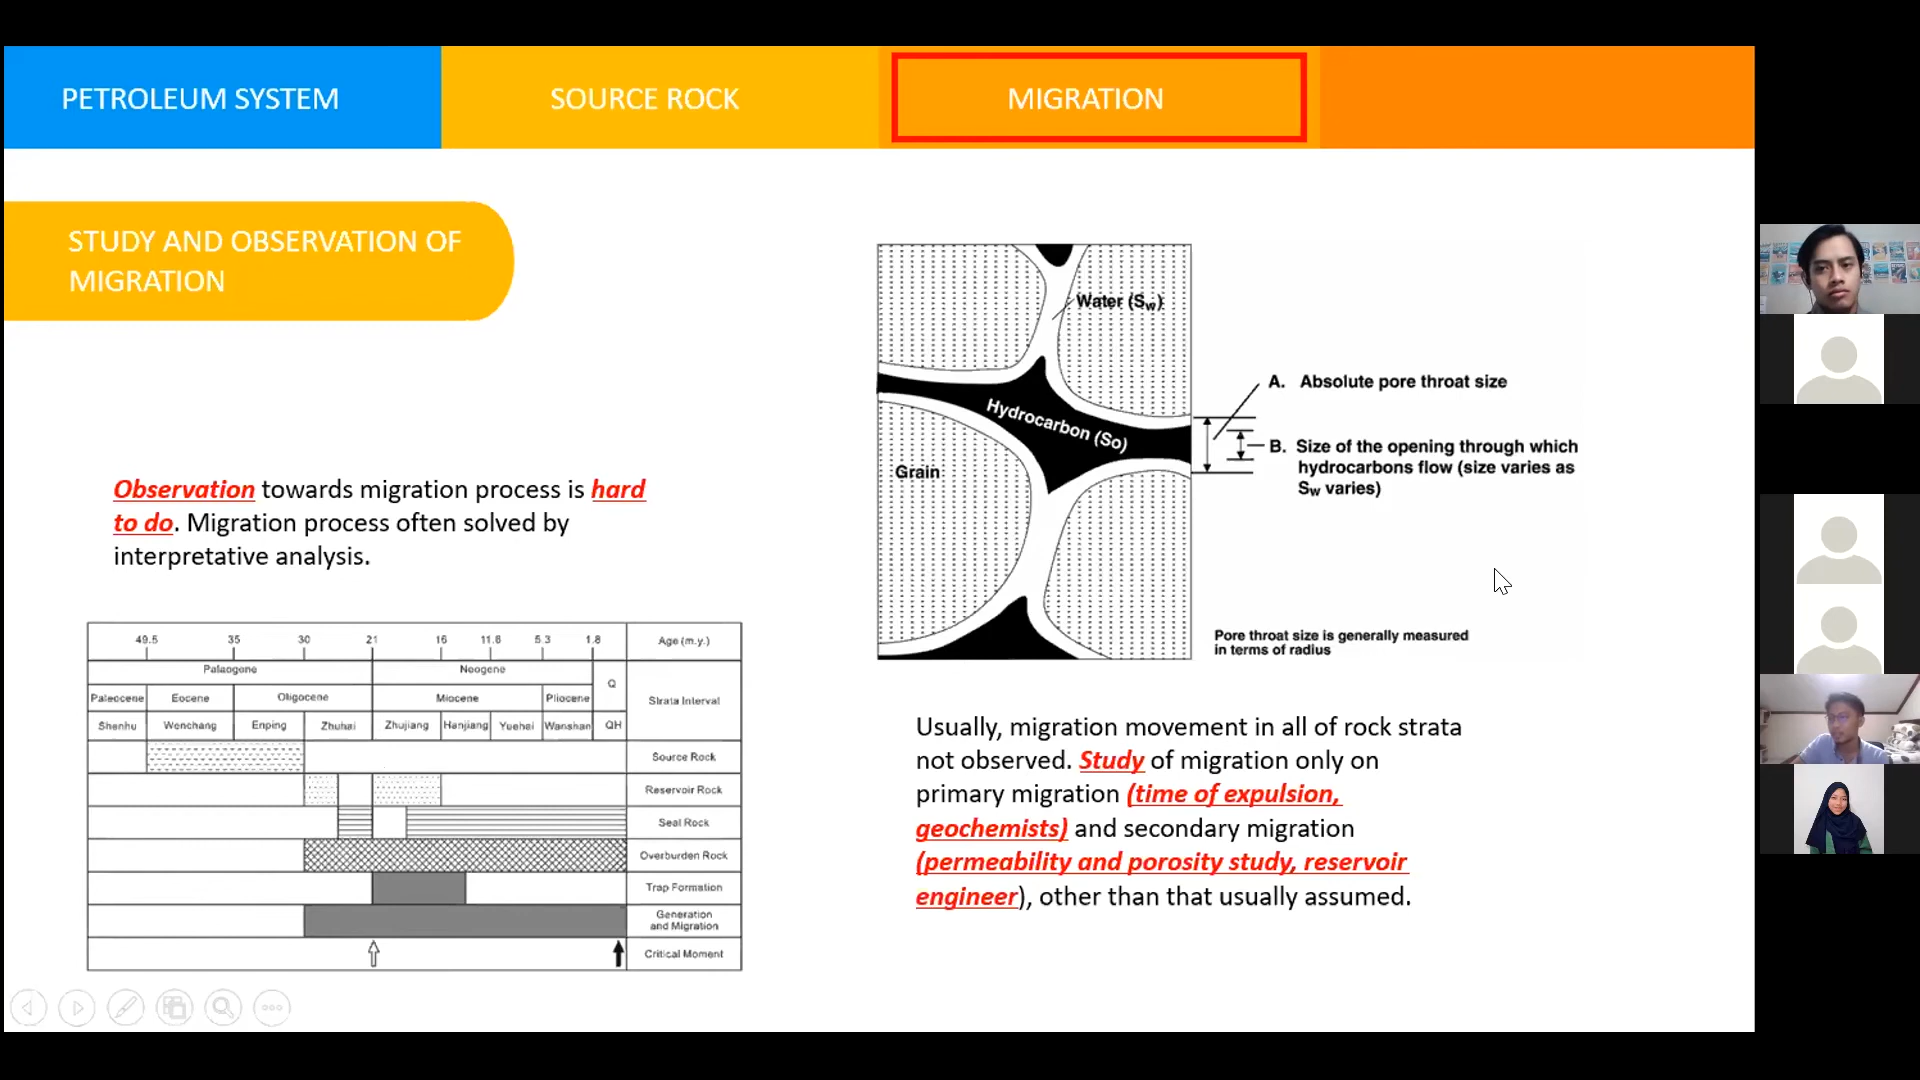 PETROLEUM SYSTEM
SOURCE ROCK
MIGRATION
STUDY AND OBSERVATION OF
MIGRATION
Observation towards migration process is hard
to do. Migration process often solved by
interpretative analysis.
49.5 35 30 21 16 11.6 5.3 1.8 Age (m.y.)
Palaogene Neogene Q
Paleocene Eocene Oligocene Miocene Pliocene Strata Interval
Shenhu Wenchang Enping Zhuhai Zhujiang Hanjiang Yuehai Wanshan QH
Source Rock
Reservoir Rock
Seal Rock
Overburden Rock
Trap Formation
Generation
and Migration
Critical Moment
Water (Sw)
Hydrocarbon (So)
Grain
A. Absolute pore throat size
B. Size of the opening through which
hydrocarbons flow (size varies as
Sw varies)
Pore throat size is generally measured
in terms of radius
Usually, migration movement in all of rock strata
not observed. Study of migration only on
primary migration (time of expulsion,
geochemists) and secondary migration
(permeability and porosity study, reservoir
engineer), other than that usually assumed.